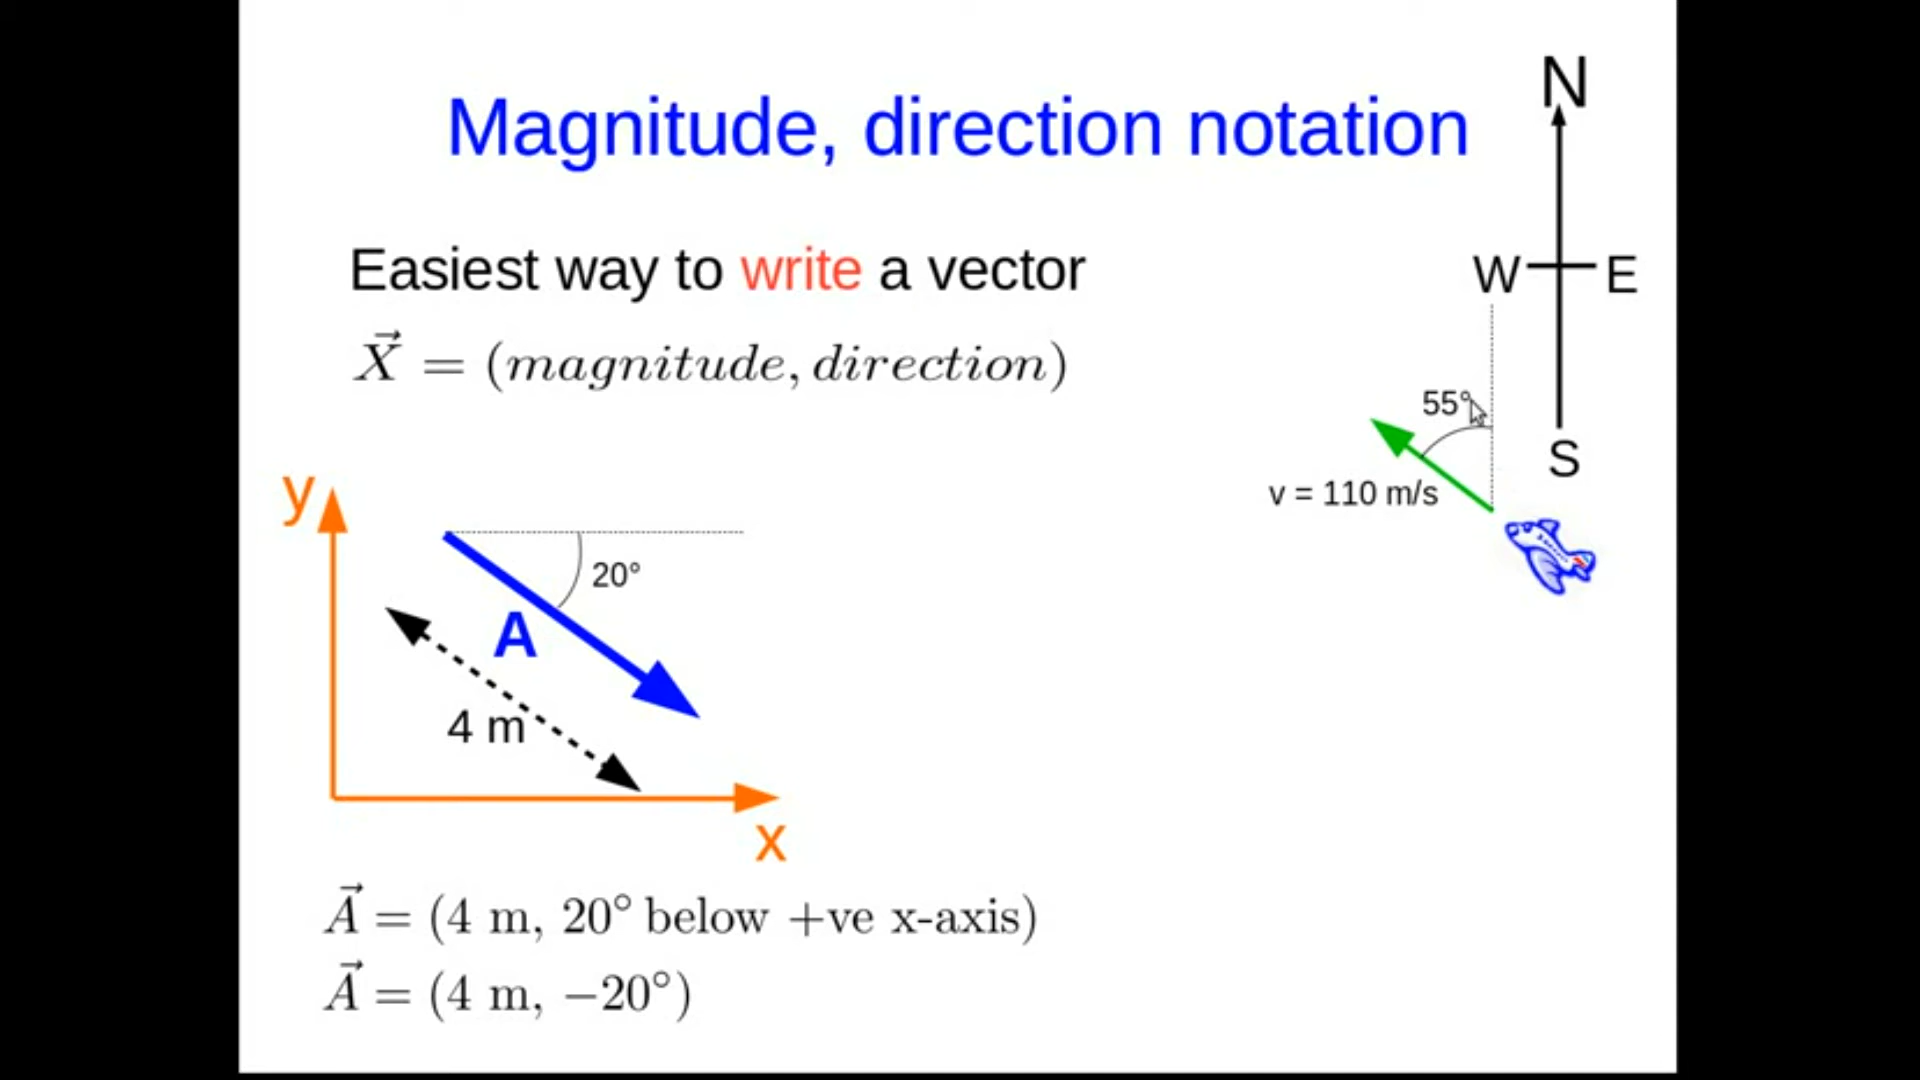 Magnitude, direction notation
N
W E
S
Easiest way to write a vector
X⃗ = (magnitude, direction)
55°
v = 110 m/s
y
20°
A
4 m
x
A⃗ = (4 m, 20° below +ve x-axis)
A⃗ = (4 m, −20°)